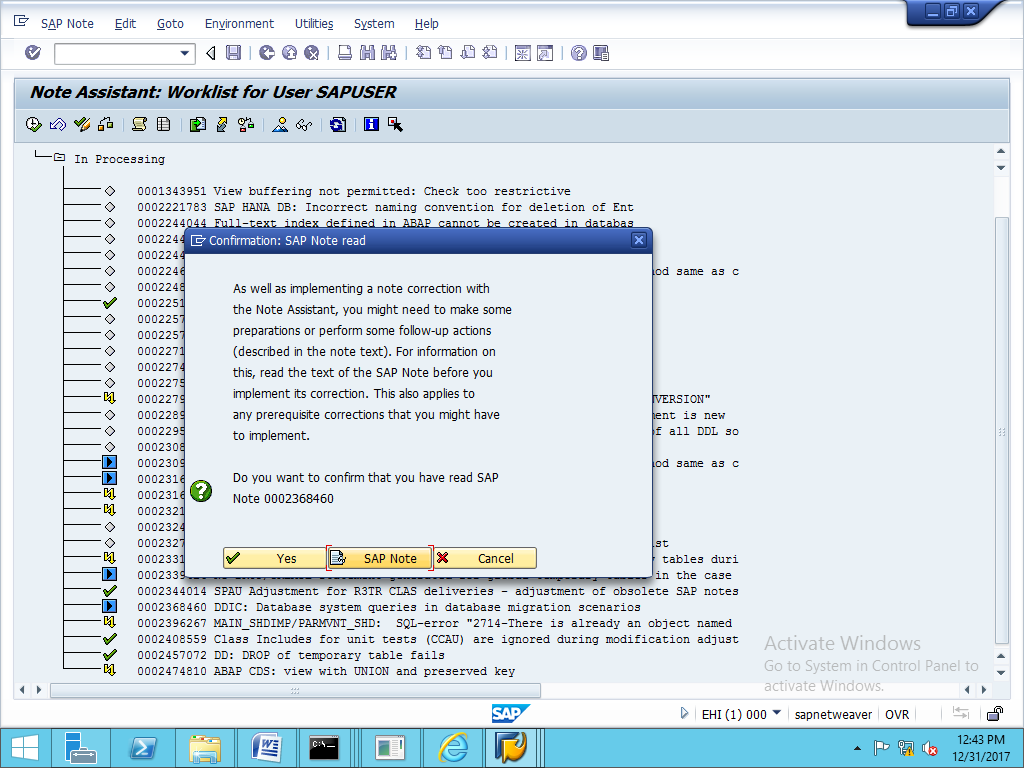 SAP Note Edit Goto Environment Utilities System Help
Note Assistant: Worklist for User SAPUSER
In Processing
0001343951 View buffering not permitted: Check too restrictive
0002221783 SAP HANA DB: Incorrect naming convention for deletion of Ent
0002244044 Full-text index defined in ABAP cannot be created in databas
Confirmation: SAP Note read
As well as implementing a note correction with
the Note Assistant, you might need to make some
preparations or perform some follow-up actions
(described in the note text). For information on
this, read the text of the SAP Note before you
implement its correction. This also applies to
any prerequisite corrections that you might have
to implement.
Do you want to confirm that you have read SAP
Note 0002368460
Yes SAP Note Cancel
0002344014 SPAU Adjustment for R3TR CLAS deliveries - adjustment of obsolete SAP notes
0002368460 DDIC: Database system queries in database migration scenarios
0002396267 MAIN_SHDIMP/PARMVNT_SHD: SQL-error "2714-There is already an object named
0002408559 Class Includes for unit tests (CCAU) are ignored during modification adjust
0002457072 DD: DROP of temporary table fails
0002474810 ABAP CDS: view with UNION and preserved key
Activate Windows
Go to System in Control Panel to
activate Windows.
SAP
EHI (1) 000 sapnetweaver OVR
12:43 PM
12/31/2017